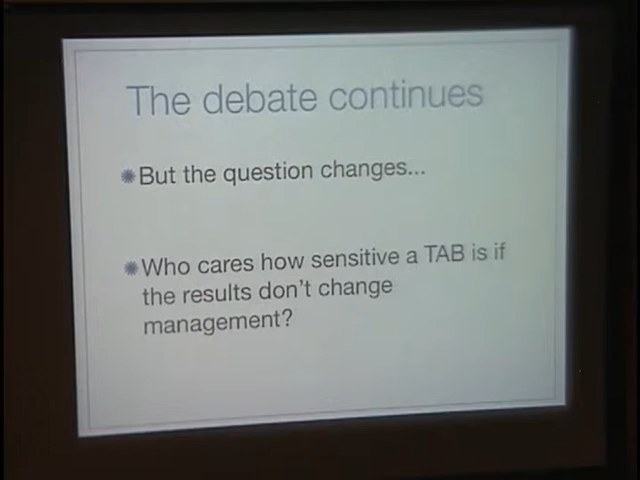 The debate continues
But the question changes...
Who cares how sensitive a TAB is if
the results don't change
management?